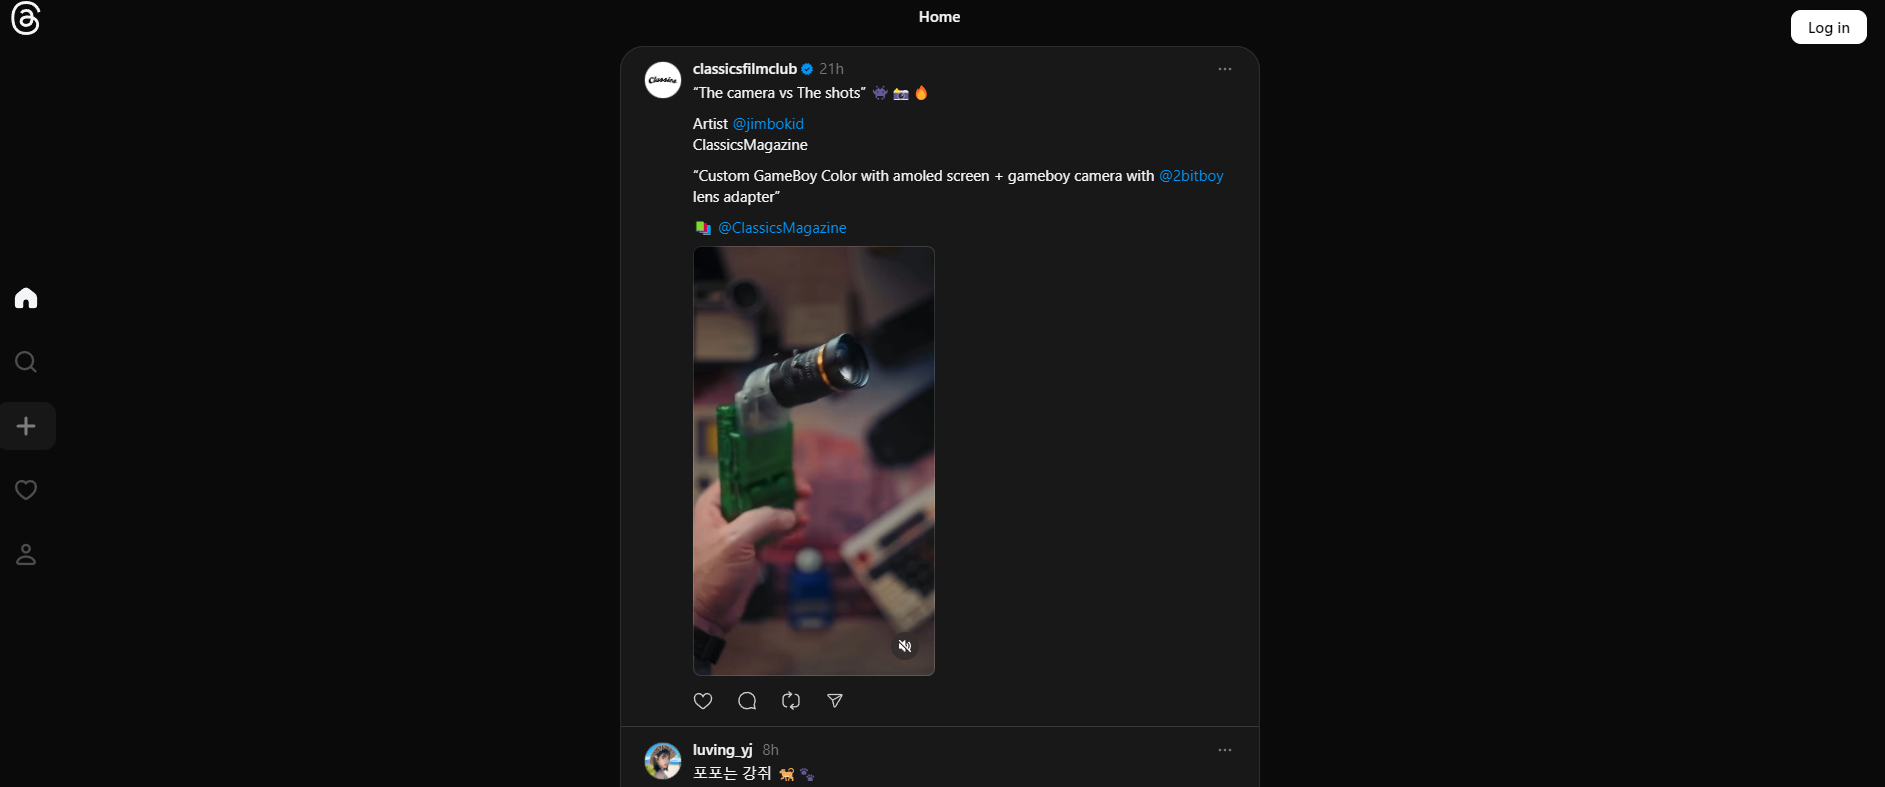 Home
Log in
Classics
classicsfilmclub 21h
“The camera vs The shots” 👾 📸 🔥
Artist @jimbokid
ClassicsMagazine
“Custom GameBoy Color with amoled screen + gameboy camera with @2bitboy
lens adapter”
@ClassicsMagazine
luving_yj 8h
포포는 강쥐 🐕 🐾